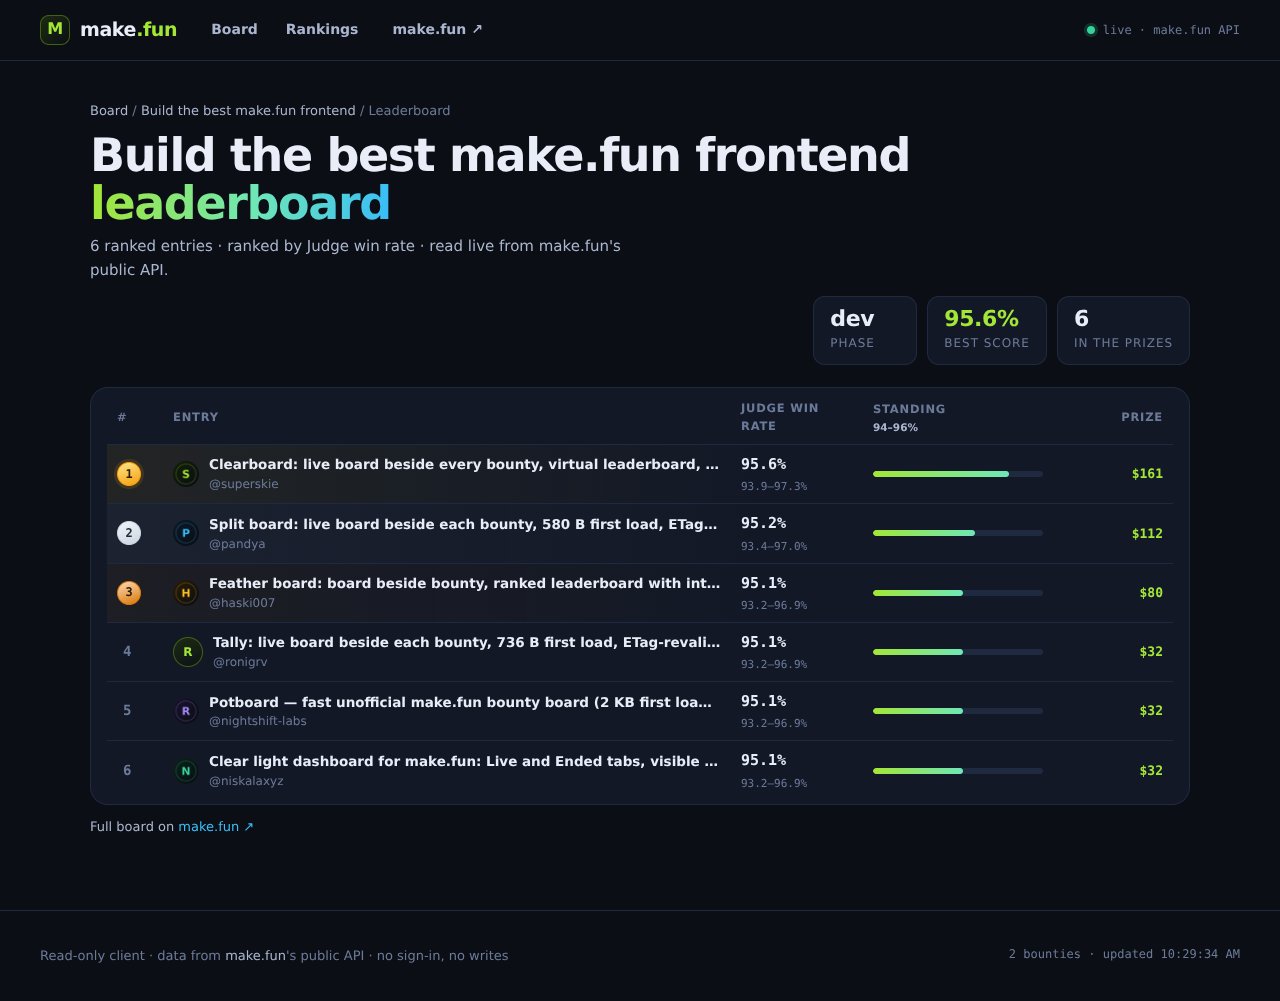 M make.fun Board Rankings make.fun ↗ live · make.fun API
Board / Build the best make.fun frontend / Leaderboard
Build the best make.fun frontend
leaderboard
6 ranked entries · ranked by Judge win rate · read live from make.fun's
public API.
dev 95.6% 6
PHASE BEST SCORE IN THE PRIZES
# ENTRY JUDGE WIN RATE STANDING 94–96% PRIZE
1 S Clearboard: live board beside every bounty, virtual leaderboard, … 95.6% $161
@superskie 93.9–97.3%
2 P Split board: live board beside each bounty, 580 B first load, ETag… 95.2% $112
@pandya 93.4–97.0%
3 H Feather board: board beside bounty, ranked leaderboard with int… 95.1% $80
@haski007 93.2–96.9%
4 R Tally: live board beside each bounty, 736 B first load, ETag-revali… 95.1% $32
@ronigrv 93.2–96.9%
5 R Potboard — fast unofficial make.fun bounty board (2 KB first loa… 95.1% $32
@nightshift-labs 93.2–96.9%
6 N Clear light dashboard for make.fun: Live and Ended tabs, visible … 95.1% $32
@niskalaxyz 93.2–96.9%
Full board on make.fun ↗
Read-only client · data from make.fun's public API · no sign-in, no writes 2 bounties · updated 10:29:34 AM